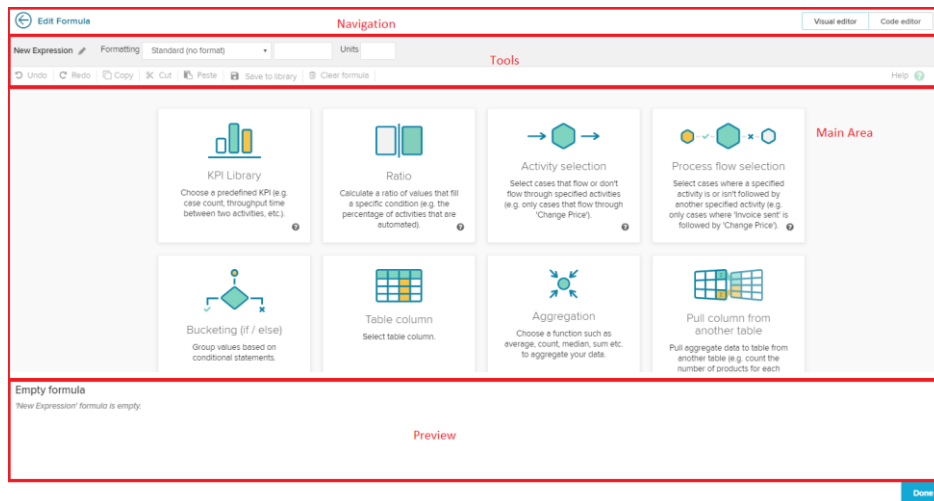 Edit Formula
Navigation
Visual editor
Code editor
New Expression
Formatting
Standard (no format)
Units
Tools
Undo
Redo
Copy
Cut
Paste
Save to library
Clear formula
Help
Main Area
KPI Library
Choose a predefined KPI (e.g.
case count, throughput time
between two activities, etc.).
Ratio
Calculate a ratio of values that fill
a specific condition (e.g. the
percentage of activities that are
automated).
Activity selection
Select cases that flow or don't
flow through specified activities
(e.g. only cases that flow through
'Change Price').
Process flow selection
Select cases where a specified
activity is or isn't followed by
another specified activity (e.g.
only cases where 'Invoice sent' is
followed by 'Change Price').
Bucketing (if / else)
Group values based on
conditional statements.
Table column
Select table column.
Aggregation
Choose a function such as
average, count, median, sum etc.
to aggregate your data.
Pull column from
another table
Pull aggregate data to table from
another table (e.g. count the
number of products for each
Empty formula
'New Expression' formula is empty.
Preview
Done